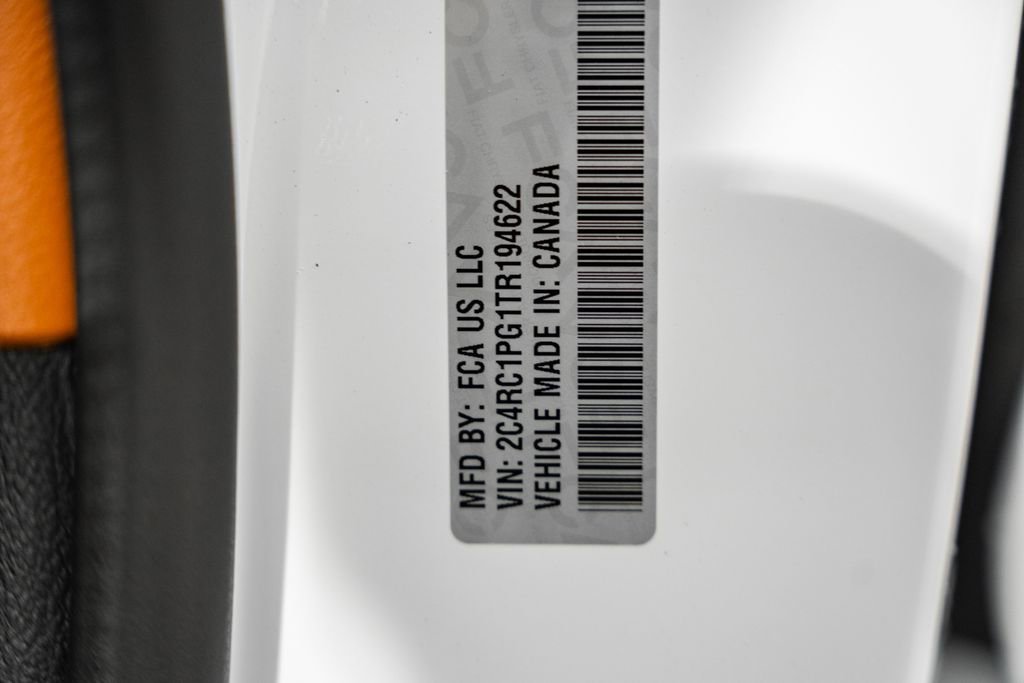 MFD BY: FCA US LLC
VIN: 2C4RC1PG1TR194622
VEHICLE MADE IN: CANADA